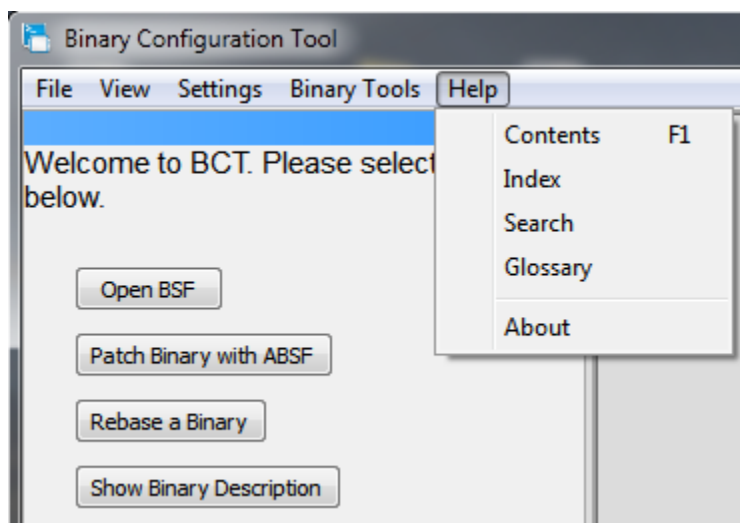 Binary Configuration Tool
File View Settings Binary Tools Help
Welcome to BCT. Please select
below.
Contents F1
Index
Search
Glossary
About
Open BSF
Patch Binary with ABSF
Rebase a Binary
Show Binary Description